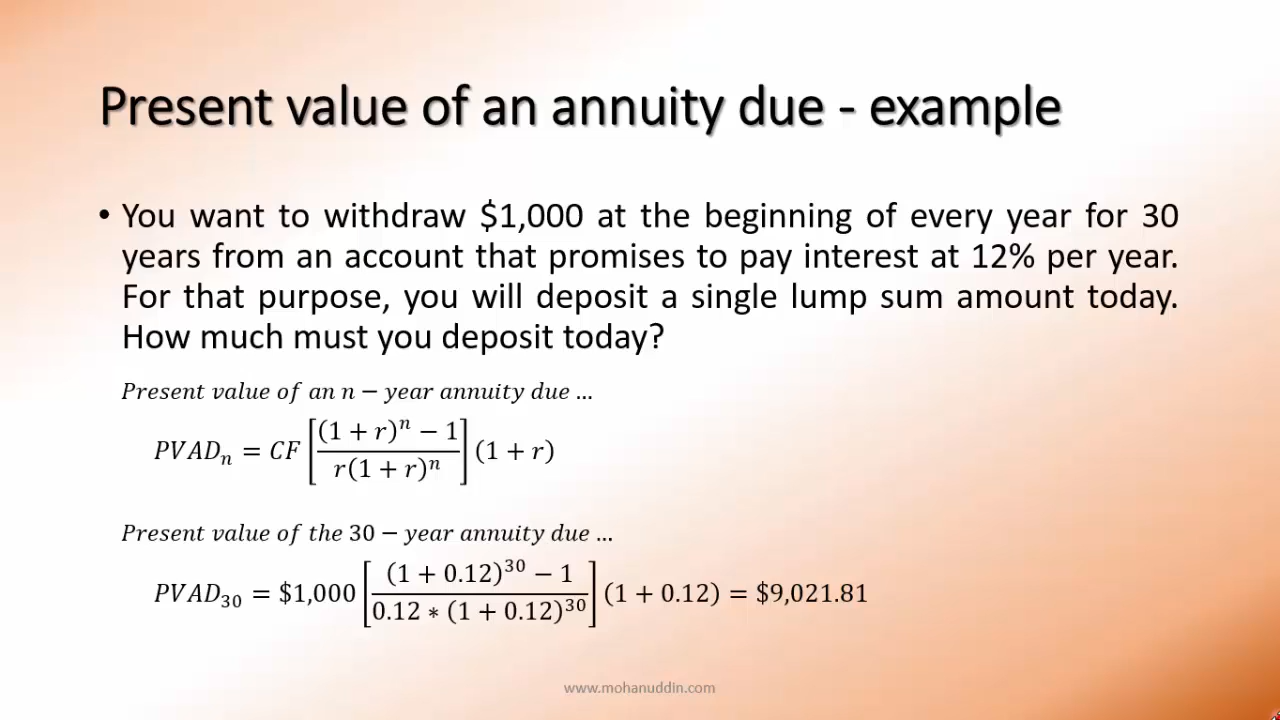 Present value of an annuity due - example
• You want to withdraw $1,000 at the beginning of every year for 30
years from an account that promises to pay interest at 12% per year.
For that purpose, you will deposit a single lump sum amount today.
How much must you deposit today?
Present value of an n − year annuity due ...
PVAD_n = CF [((1 + r)^n − 1) / (r(1 + r)^n)] (1 + r)
Present value of the 30 − year annuity due ...
PVAD_30 = $1,000 [((1 + 0.12)^30 − 1) / (0.12 * (1 + 0.12)^30)] (1 + 0.12) = $9,021.81
www.mohanuddin.com